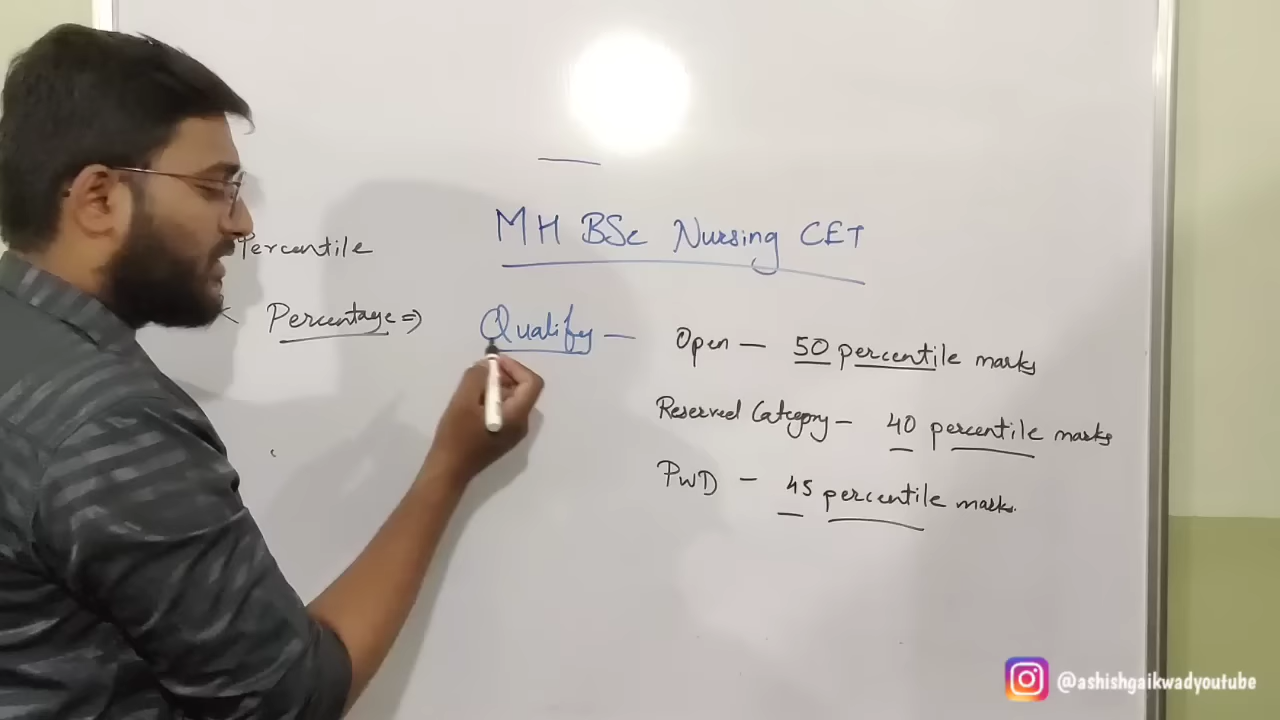 MH BSc Nursing CET
Percentile
Percentage => Qualify — Open — 50 percentile marks
Reserved Category — 40 percentile marks
PwD — 45 percentile marks.
@ashishgaikwadyoutube